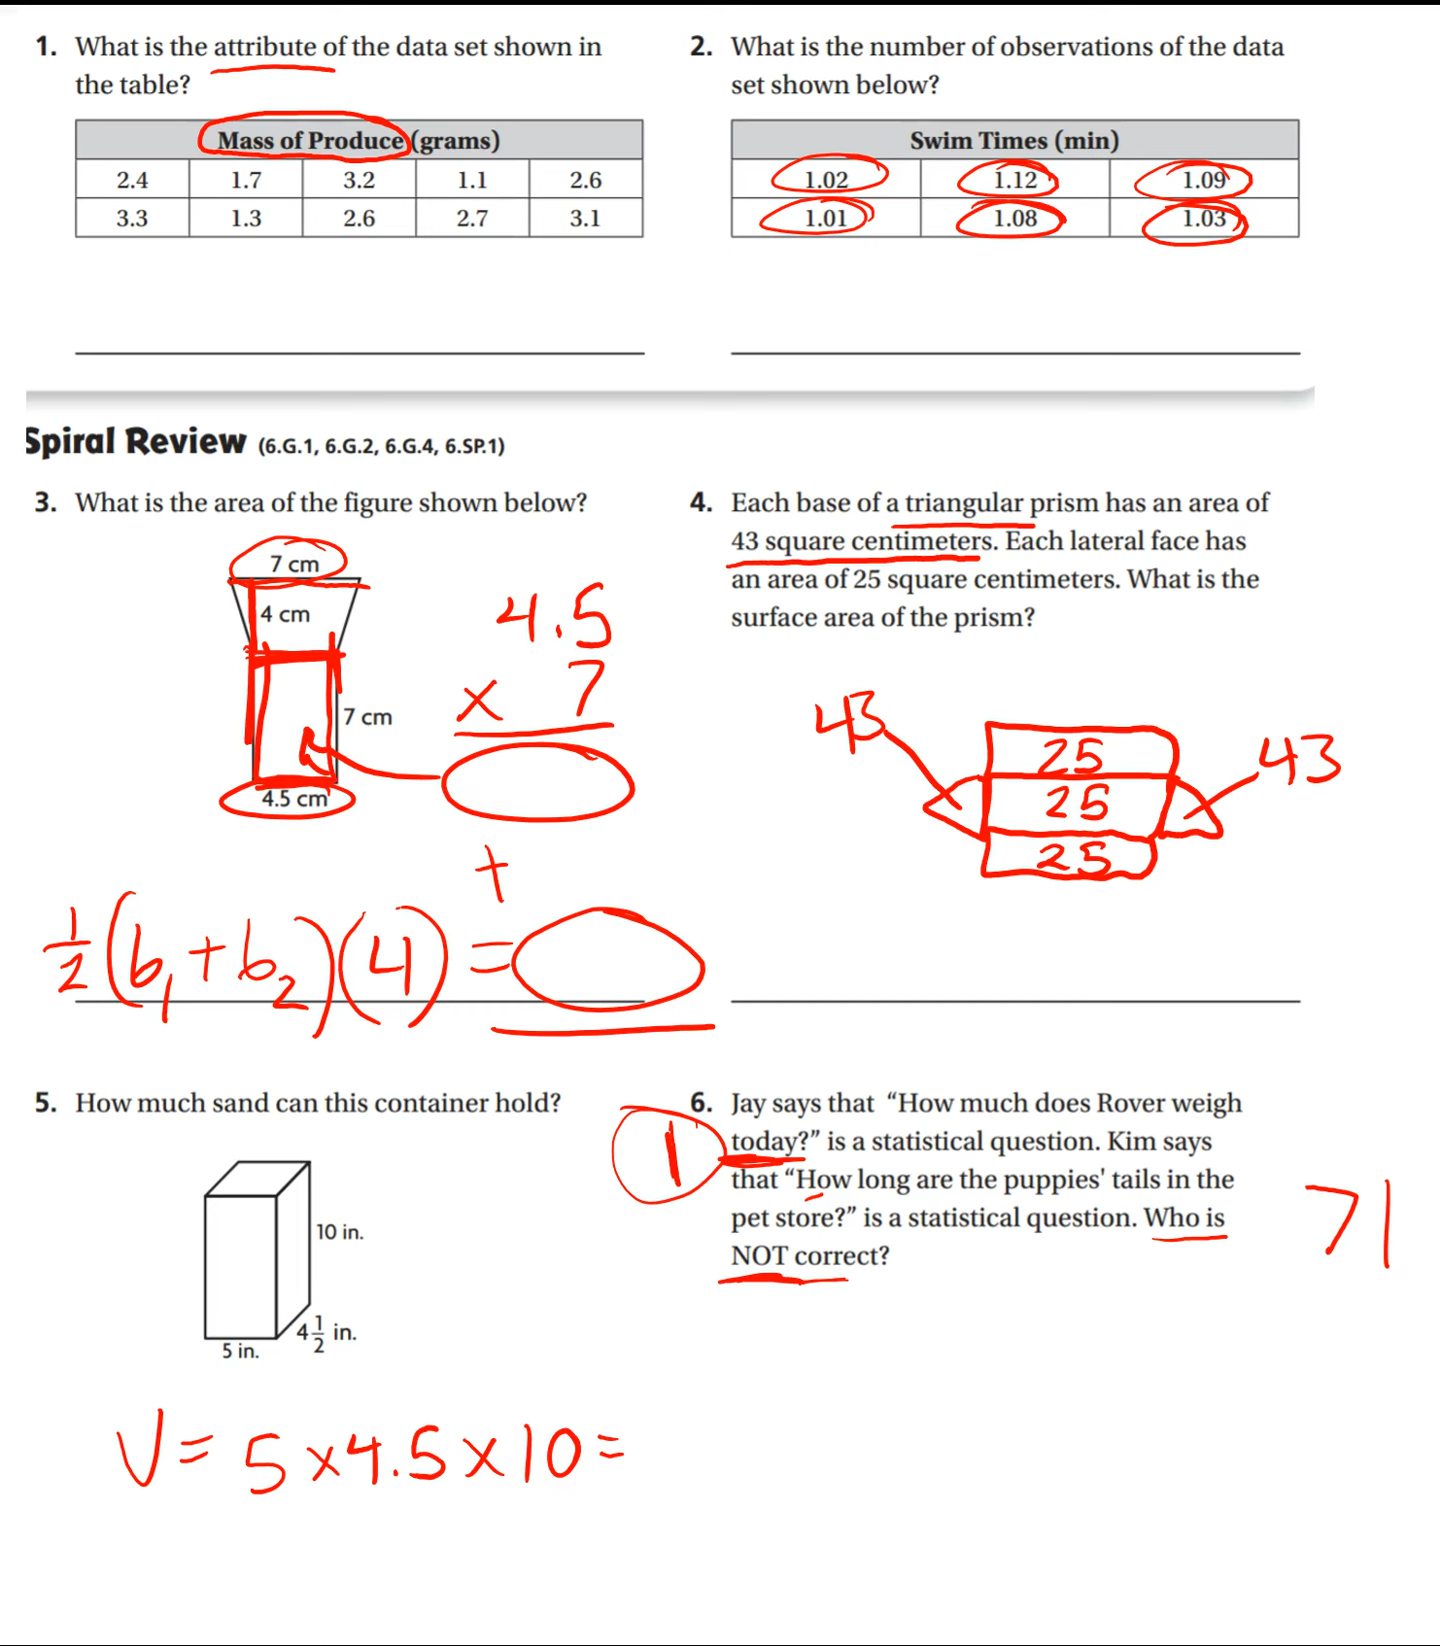 1. What is the attribute of the data set shown in
the table?
Mass of Produce (grams)
2.4 1.7 3.2 1.1 2.6
3.3 1.3 2.6 2.7 3.1
2. What is the number of observations of the data
set shown below?
Swim Times (min)
1.02 1.12 1.09
1.01 1.08 1.03
Spiral Review (6.G.1, 6.G.2, 6.G.4, 6.SP.1)
3. What is the area of the figure shown below?
7 cm
4 cm
7 cm
4.5 cm
4.5
x 7
+
1/2 (b₁+b₂)(4) =
4. Each base of a triangular prism has an area of
43 square centimeters. Each lateral face has
an area of 25 square centimeters. What is the
surface area of the prism?
43
25
43
25
25
5. How much sand can this container hold?
10 in.
4 1/2 in.
5 in.
V = 5 x 4.5 x 10 =
6. Jay says that “How much does Rover weigh
today?” is a statistical question. Kim says
that “How long are the puppies' tails in the
pet store?” is a statistical question. Who is
NOT correct?
1
71